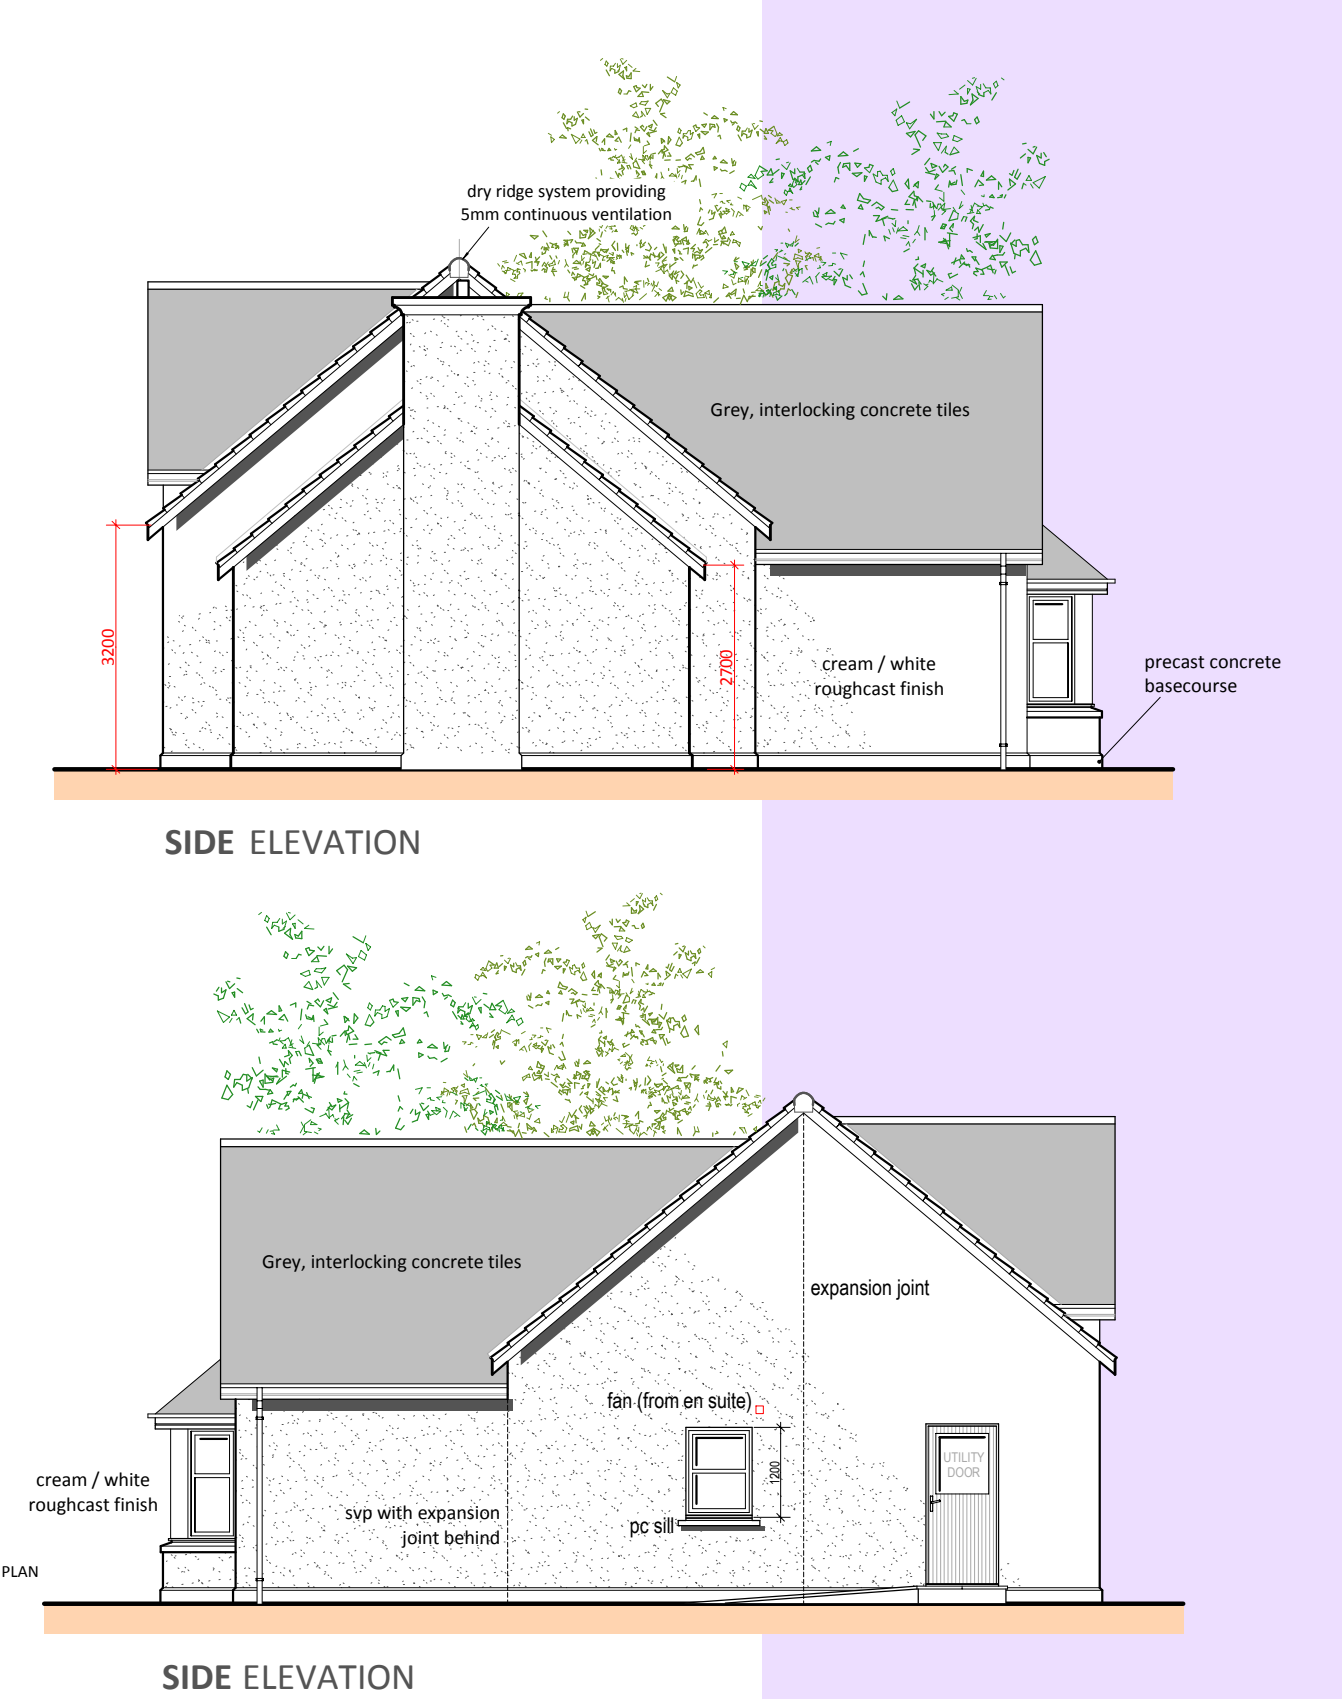 dry ridge system providing
5mm continuous ventilation
Grey, interlocking concrete tiles
3200
2700
cream / white
roughcast finish
precast concrete
basecourse
SIDE ELEVATION
Grey, interlocking concrete tiles
expansion joint
fan (from en suite)
1200
UTILITY
DOOR
cream / white
roughcast finish
svp with expansion
joint behind
pc sill
PLAN
SIDE ELEVATION